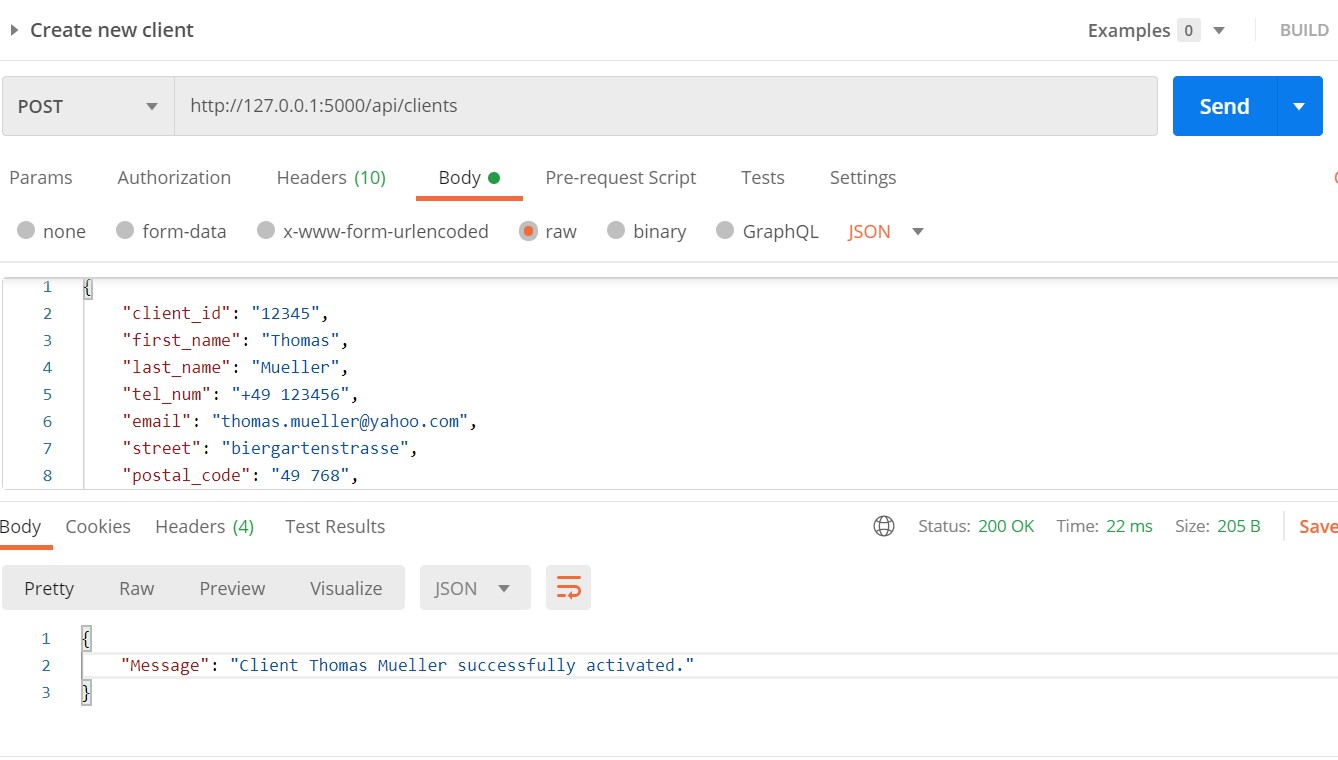 Create new client Examples 0 BUILD
POST http://127.0.0.1:5000/api/clients Send
Params Authorization Headers (10) Body Pre-request Script Tests Settings
none form-data x-www-form-urlencoded raw binary GraphQL JSON
1 {
2 "client_id": "12345",
3 "first_name": "Thomas",
4 "last_name": "Mueller",
5 "tel_num": "+49 123456",
6 "email": "thomas.mueller@yahoo.com",
7 "street": "biergartenstrasse",
8 "postal_code": "49 768",
Body Cookies Headers (4) Test Results Status: 200 OK Time: 22 ms Size: 205 B Save
Pretty Raw Preview Visualize JSON
1 {
2 "Message": "Client Thomas Mueller successfully activated."
3 }